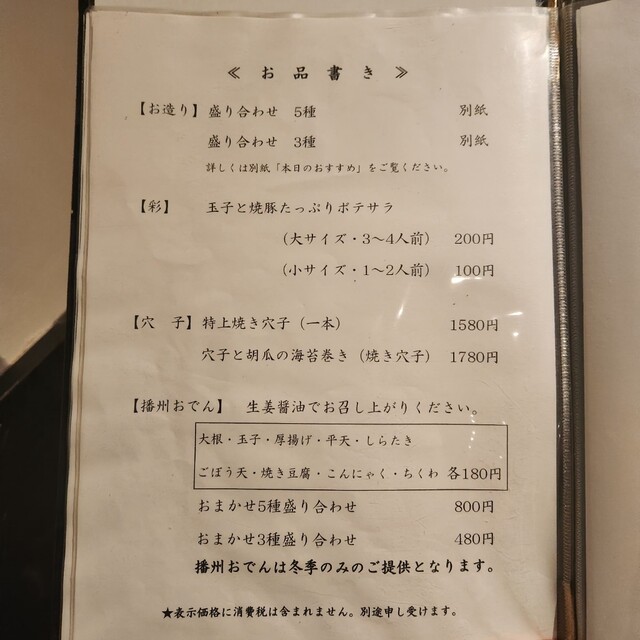 ≪ お品書き ≫
【お造り】盛り合わせ 5種 別紙
盛り合わせ 3種 別紙
詳しくは別紙「本日のおすすめ」をご覧ください。
【彩】 玉子と焼豚たっぷりポテサラ
(大サイズ・3～4人前) 200円
(小サイズ・1～2人前) 100円
【穴 子】特上焼き穴子(一本) 1580円
穴子と胡瓜の海苔巻き(焼き穴子) 1780円
【播州おでん】 生姜醤油でお召し上がりください。
大根・玉子・厚揚げ・平天・しらたき
ごぼう天・焼き豆腐・こんにゃく・ちくわ 各180円
おまかせ5種盛り合わせ 800円
おまかせ3種盛り合わせ 480円
播州おでんは冬季のみのご提供となります。
★表示価格に消費税は含まれません。別途申し受けます。